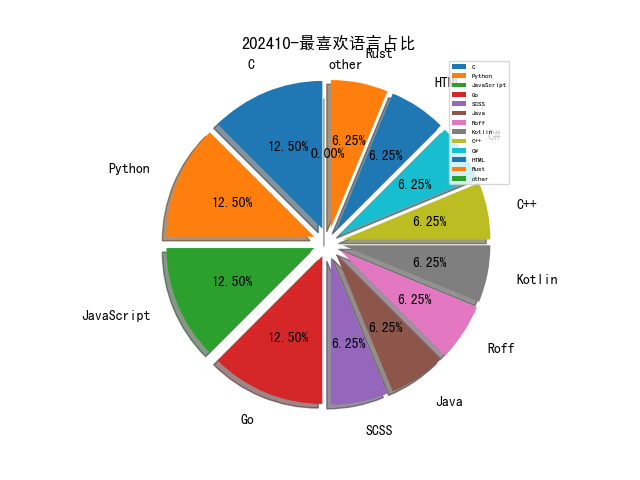 202410-最喜欢语言占比
C
other
Rust
HTML
C#
C++
Kotlin
Roff
Java
SCSS
Go
JavaScript
Python
12.50%
0.00%
6.25%
6.25%
6.25%
6.25%
6.25%
6.25%
6.25%
6.25%
12.50%
12.50%
12.50%
C
Python
JavaScript
Go
SCSS
Java
Roff
Kotlin
C++
C#
HTML
Rust
other